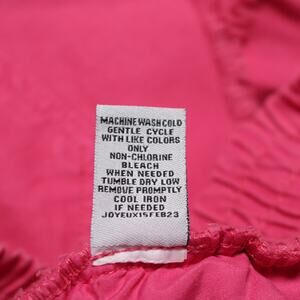 MACHINE WASH COLD
GENTLE CYCLE
WITH LIKE COLORS
ONLY
NON-CHLORINE
BLEACH
WHEN NEEDED
TUMBLE DRY LOW
REMOVE PROMPTLY
COOL IRON
IF NEEDED
JOYEUX15FEB23